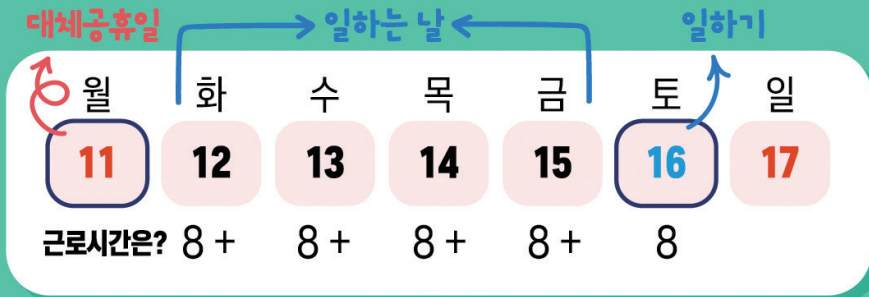 대체공휴일 일하는 날 일하기
월 화 수 목 금 토 일
11 12 13 14 15 16 17
근로시간은? 8 + 8 + 8 + 8 + 8